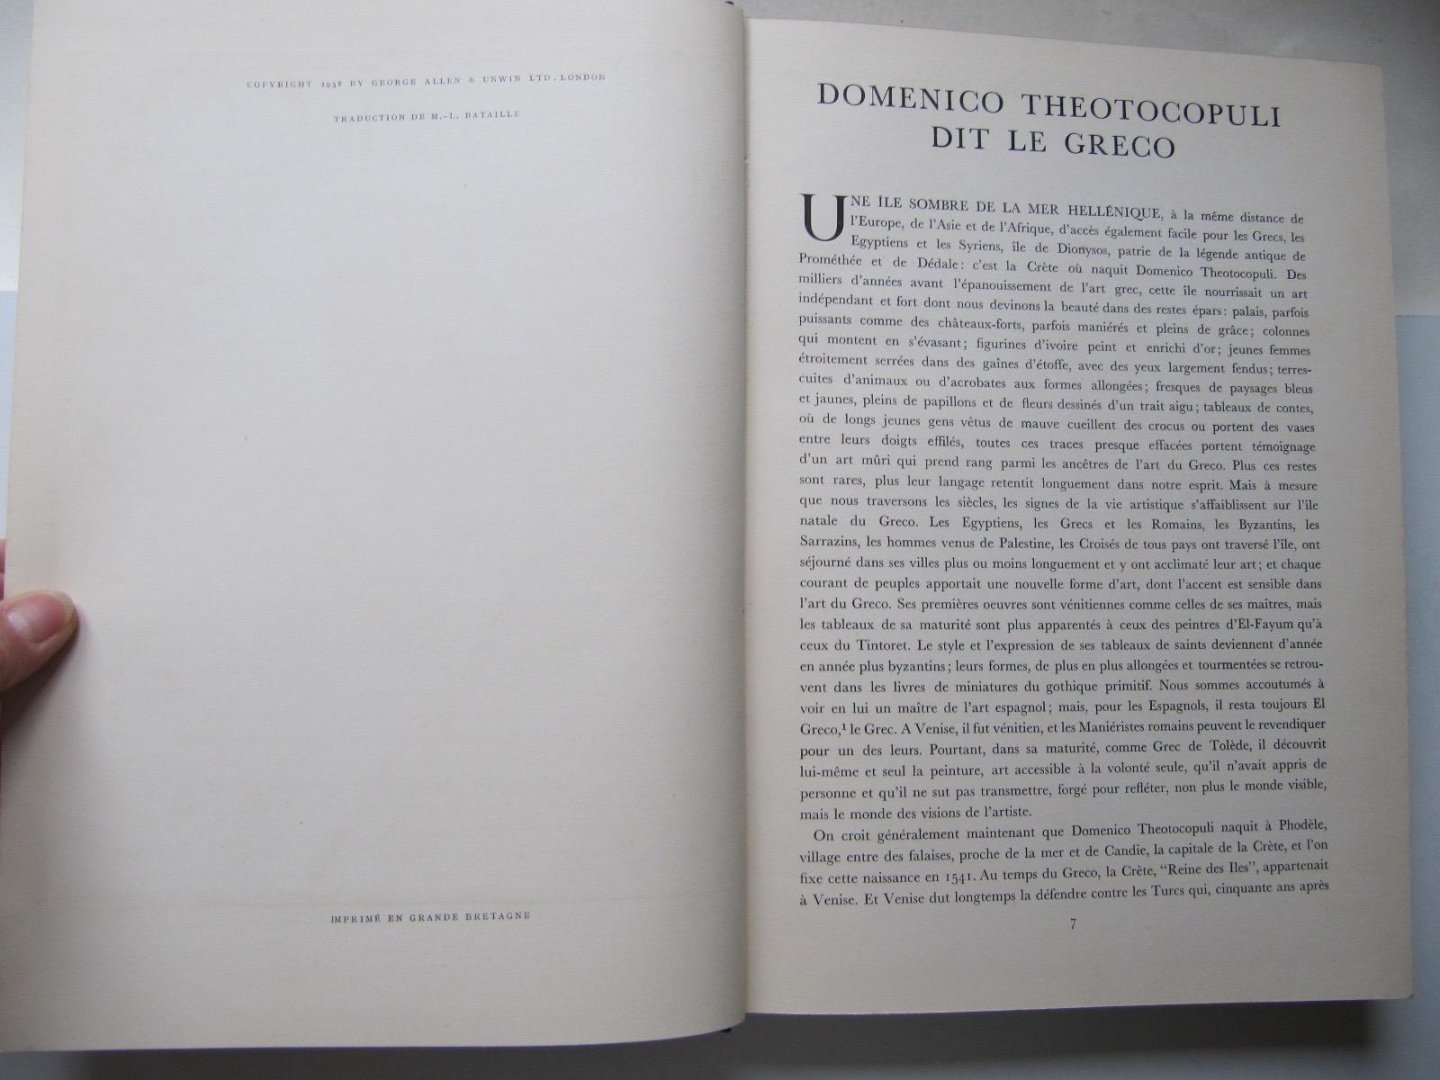 COPYRIGHT 1938 BY GEORGE ALLEN & UNWIN LTD, LONDON
TRADUCTION DE M.-L. BATAILLE
IMPRIMÉ EN GRANDE BRETAGNE
DOMENICO THEOTOCOPULI
DIT LE GRECO
UNE ÎLE SOMBRE DE LA MER HELLÉNIQUE, à la même distance de
l'Europe, de l'Asie et de l'Afrique, d'accès également facile pour les Grecs, les
Egyptiens et les Syriens, île de Dionysos, patrie de la légende antique de
Prométhée et de Dédale: c'est la Crète où naquit Domenico Theotocopuli. Des
milliers d'années avant l'épanouissement de l'art grec, cette île nourrissait un art
indépendant et fort dont nous devinons la beauté dans des restes épars: palais, parfois
puissants comme des châteaux-forts, parfois maniérés et pleins de grâce; colonnes
qui montent en s'évasant; figurines d'ivoire peint et enrichi d'or; jeunes femmes
étroitement serrées dans des gaînes d'étoffe, avec des yeux largement fendus; terres-
cuites d'animaux ou d'acrobates aux formes allongées; fresques de paysages bleus
et jaunes, pleins de papillons et de fleurs dessinés d'un trait aigu; tableaux de contes,
où de longs jeunes gens vêtus de mauve cueillent des crocus ou portent des vases
entre leurs doigts effilés, toutes ces traces presque effacées portent témoignage
d'un art mûri qui prend rang parmi les ancêtres de l'art du Greco. Plus ces restes
sont rares, plus leur langage retentit longuement dans notre esprit. Mais à mesure
que nous traversons les siècles, les signes de la vie artistique s'affaiblissent sur l'île
natale du Greco. Les Egyptiens, les Grecs et les Romains, les Byzantins, les
Sarrazins, les hommes venus de Palestine, les Croisés de tous pays ont traversé l'île, ont
séjourné dans ses villes plus ou moins longuement et y ont acclimaté leur art; et chaque
courant de peuples apportait une nouvelle forme d'art, dont l'accent est sensible dans
l'art du Greco. Ses premières oeuvres sont vénitiennes comme celles de ses maîtres, mais
les tableaux de sa maturité sont plus apparentés à ceux des peintres d'El-Fayum qu'à
ceux du Tintoret. Le style et l'expression de ses tableaux de saints deviennent d'année
en année plus byzantins; leurs formes, de plus en plus allongées et tourmentées se retrou-
vent dans les livres de miniatures du gothique primitif. Nous sommes accoutumés à
voir en lui un maître de l'art espagnol; mais, pour les Espagnols, il resta toujours El
Greco,¹ le Grec. A Venise, il fut vénitien, et les Maniéristes romains peuvent le revendiquer
pour un des leurs. Pourtant, dans sa maturité, comme Grec de Tolède, il découvrit
lui-même et seul la peinture, art accessible à la volonté seule, qu'il n'avait appris de
personne et qu'il ne sut pas transmettre, forgé pour refléter, non plus le monde visible,
mais le monde des visions de l'artiste.
On croit généralement maintenant que Domenico Theotocopuli naquit à Phodèle,
village entre des falaises, proche de la mer et de Candie, la capitale de la Crète, et l'on
fixe cette naissance en 1541. Au temps du Greco, la Crète, "Reine des Iles", appartenait
à Venise. Et Venise dut longtemps la défendre contre les Turcs qui, cinquante ans après
7